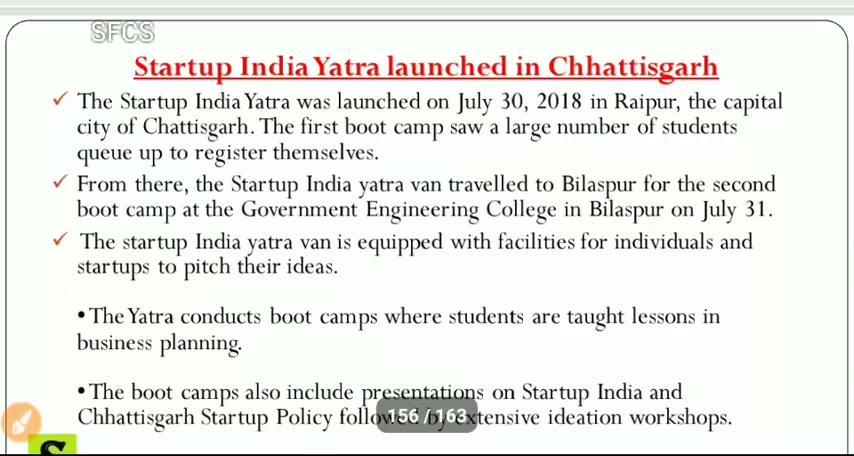 SFCS
Startup India Yatra launched in Chhattisgarh
✓ The Startup India Yatra was launched on July 30, 2018 in Raipur, the capital
city of Chattisgarh. The first boot camp saw a large number of students
queue up to register themselves.
✓ From there, the Startup India yatra van travelled to Bilaspur for the second
boot camp at the Government Engineering College in Bilaspur on July 31.
✓ The startup India yatra van is equipped with facilities for individuals and
startups to pitch their ideas.
• The Yatra conducts boot camps where students are taught lessons in
business planning.
• The boot camps also include presentations on Startup India and
Chhattisgarh Startup Policy followed by extensive ideation workshops.
156 / 163